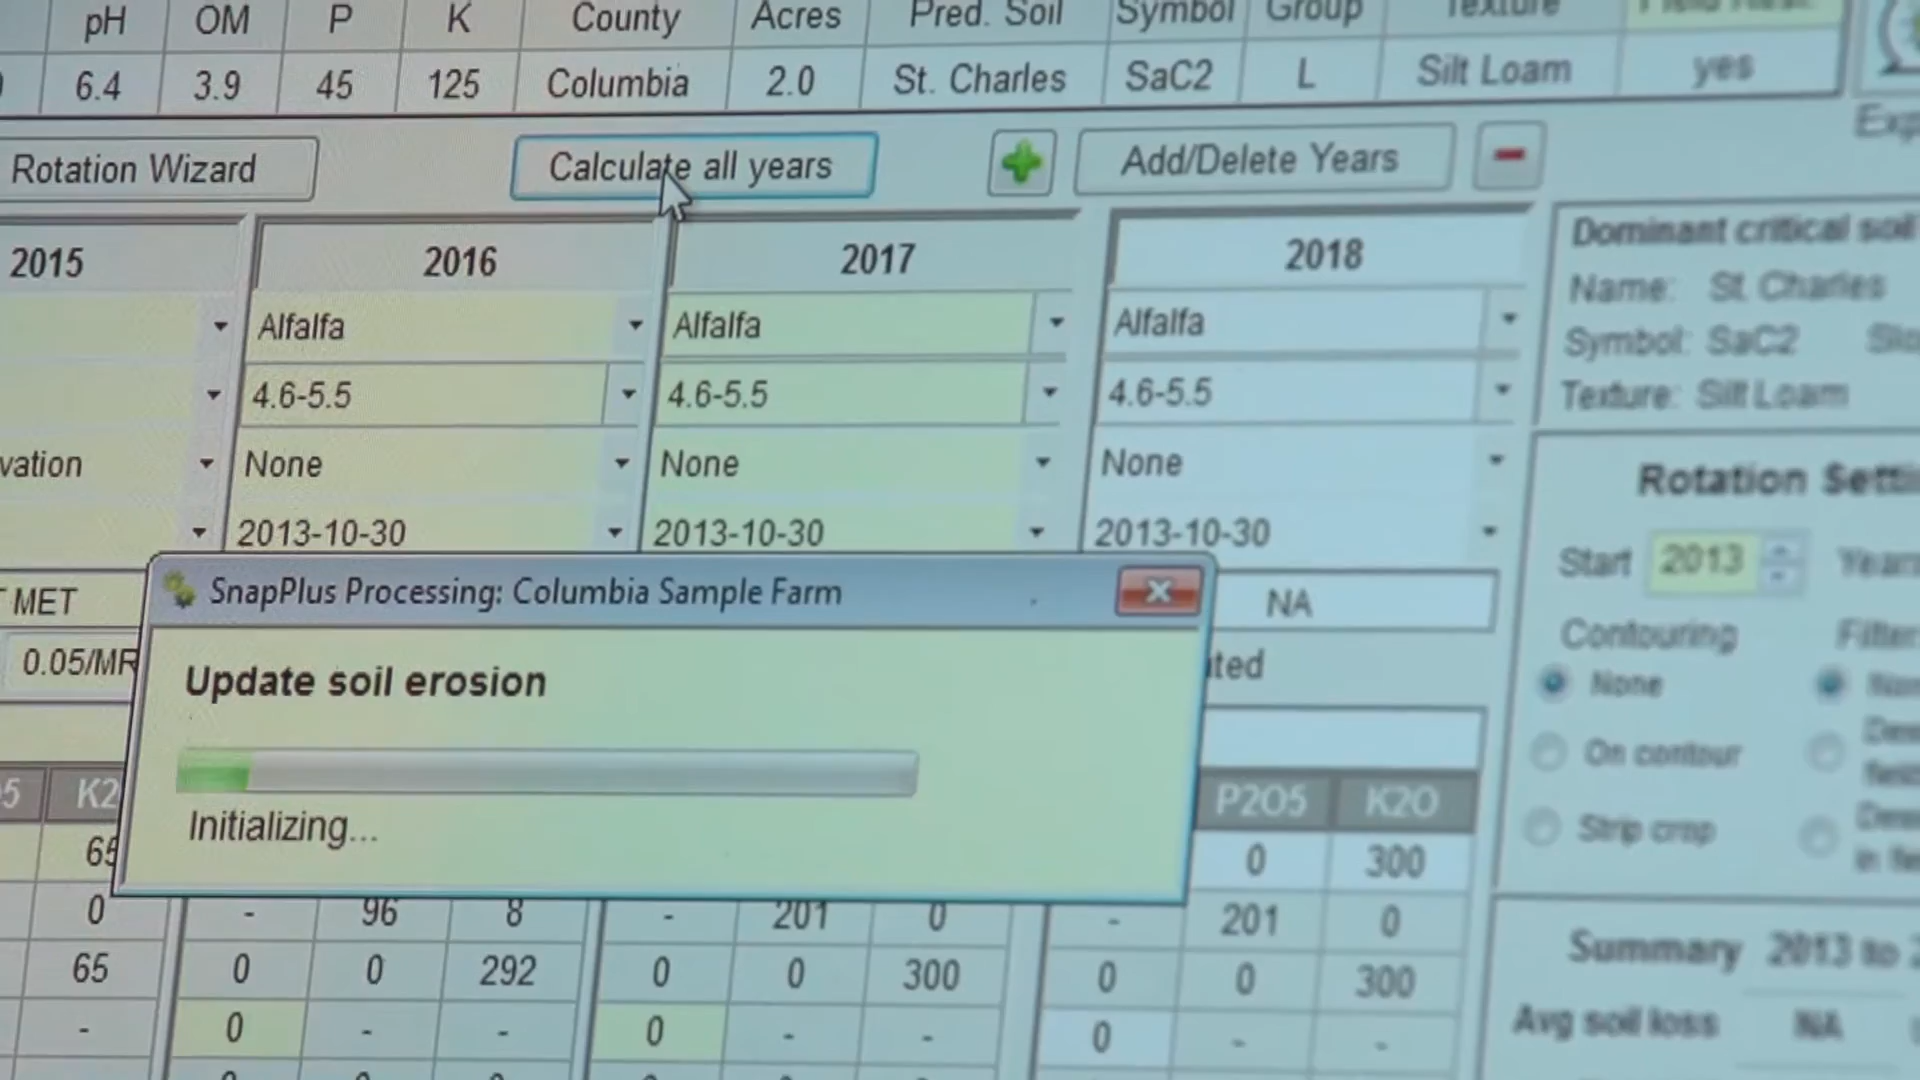 pH OM P K County Acres Pred. Soil Symbol Group Texture
6.4 3.9 45 125 Columbia 2.0 St. Charles SaC2 L Silt Loam yes
Rotation Wizard Calculate all years Add/Delete Years
2015 2016 2017 2018 Dominant critical soil
Name: St. Charles
Alfalfa Alfalfa Alfalfa Symbol: SaC2
4.6-5.5 4.6-5.5 4.6-5.5 Texture: Silt Loam
vation None None None Rotation
2013-10-30 2013-10-30 2013-10-30 Start 2013
MET SnapPlus Processing: Columbia Sample Farm NA Contouring
0.05/MR Update soil erosion None
On contour
K2 P2O5 K2O
Initializing... 0 300 Strip crop
0 - 96 8 - 201 0 - 201 0 Summary 2013 to
65 0 0 292 0 0 300 0 0 300
- 0 - - 0 - - 0 - - Avg soil loss NA